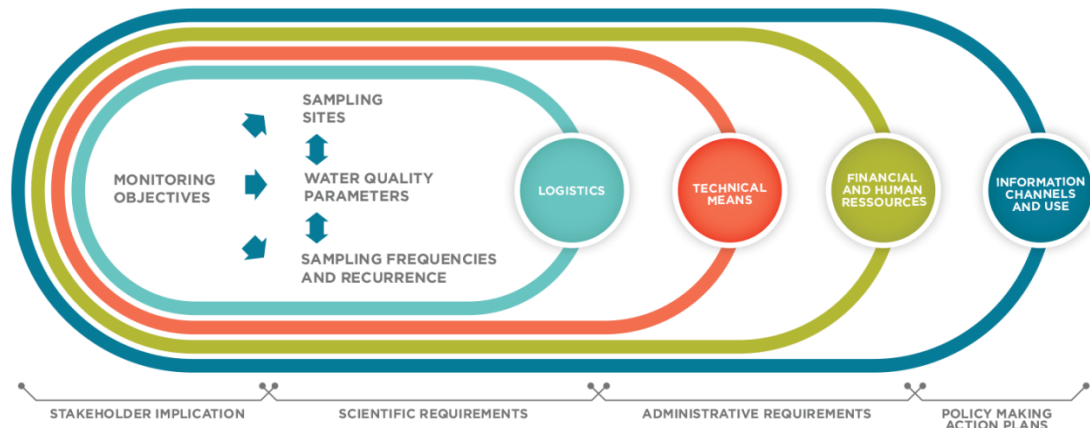 SAMPLING
SITES
MONITORING
OBJECTIVES
WATER QUALITY
PARAMETERS
SAMPLING FREQUENCIES
AND RECURRENCE
LOGISTICS
TECHNICAL
MEANS
FINANCIAL
AND HUMAN
RESSOURCES
INFORMATION
CHANNELS
AND USE
STAKEHOLDER IMPLICATION
SCIENTIFIC REQUIREMENTS
ADMINISTRATIVE REQUIREMENTS
POLICY MAKING
ACTION PLANS